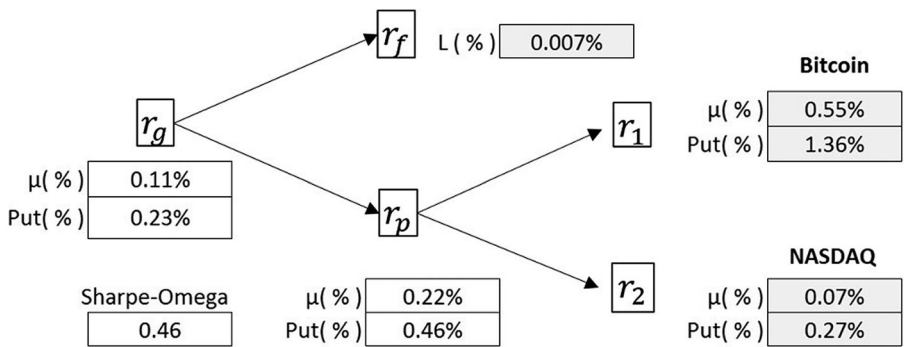 r_f
L ( % ) 0.007%
Bitcoin
r_g
r_1
μ( % ) 0.55%
Put( % ) 1.36%
μ( % ) 0.11%
Put( % ) 0.23%
r_p
NASDAQ
Sharpe-Omega
0.46
μ( % ) 0.22%
Put( % ) 0.46%
r_2
μ( % ) 0.07%
Put( % ) 0.27%